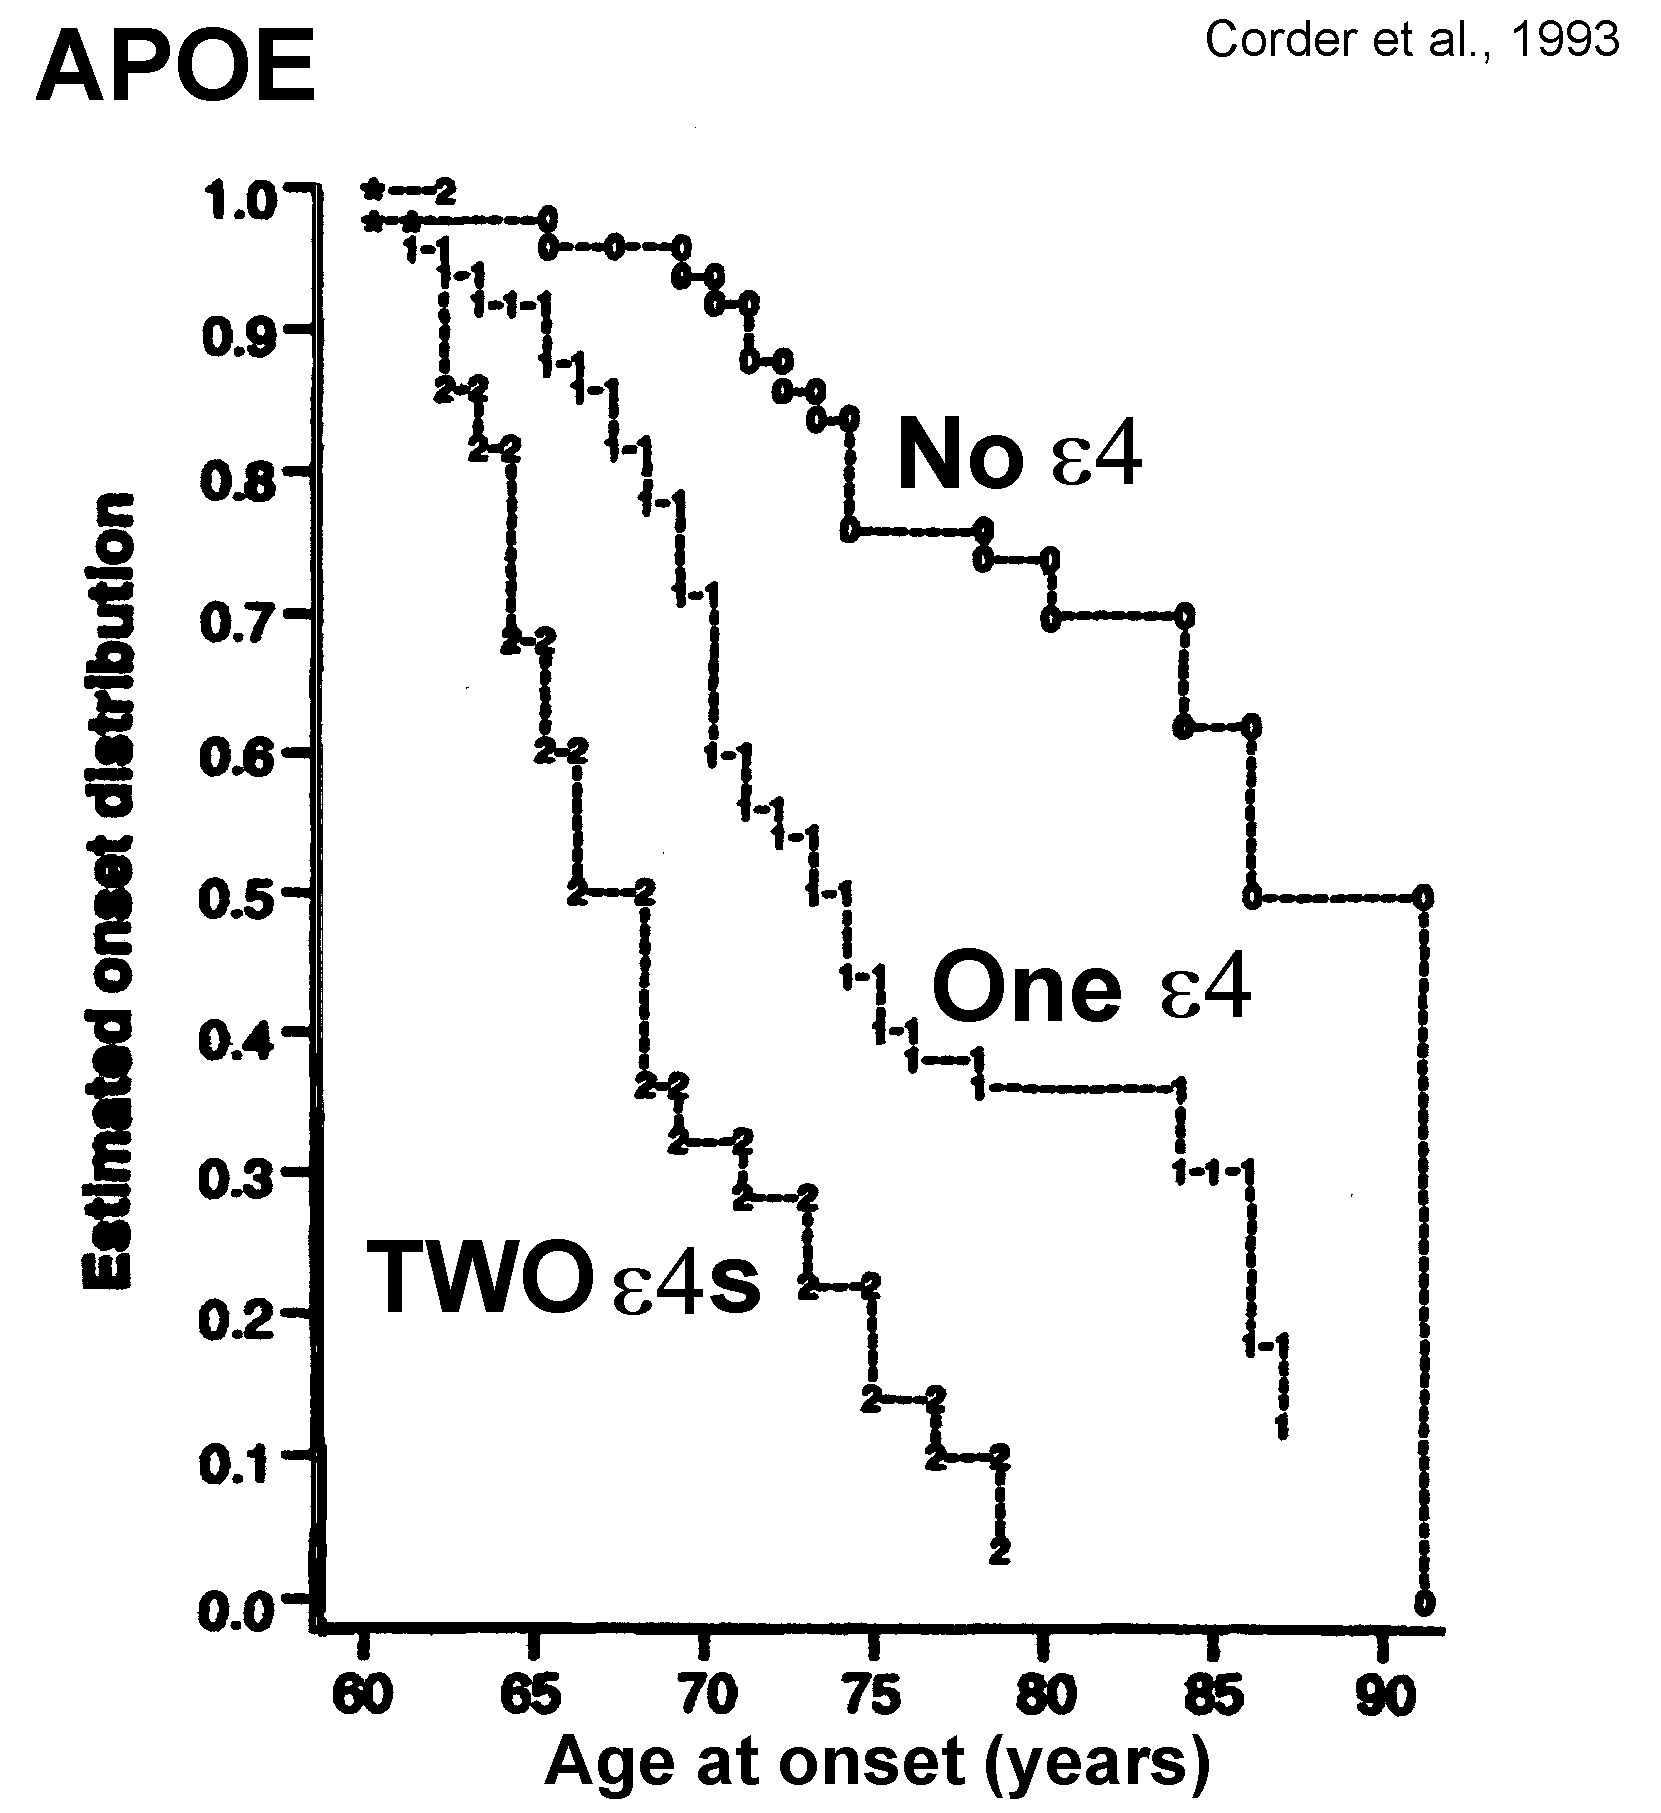 APOE
Corder et al., 1993
Estimated onset distribution
1.0
0.9
0.8
0.7
0.6
0.5
0.4
0.3
0.2
0.1
0.0
No ε4
One ε4
TWO ε4s
60 65 70 75 80 85 90
Age at onset (years)